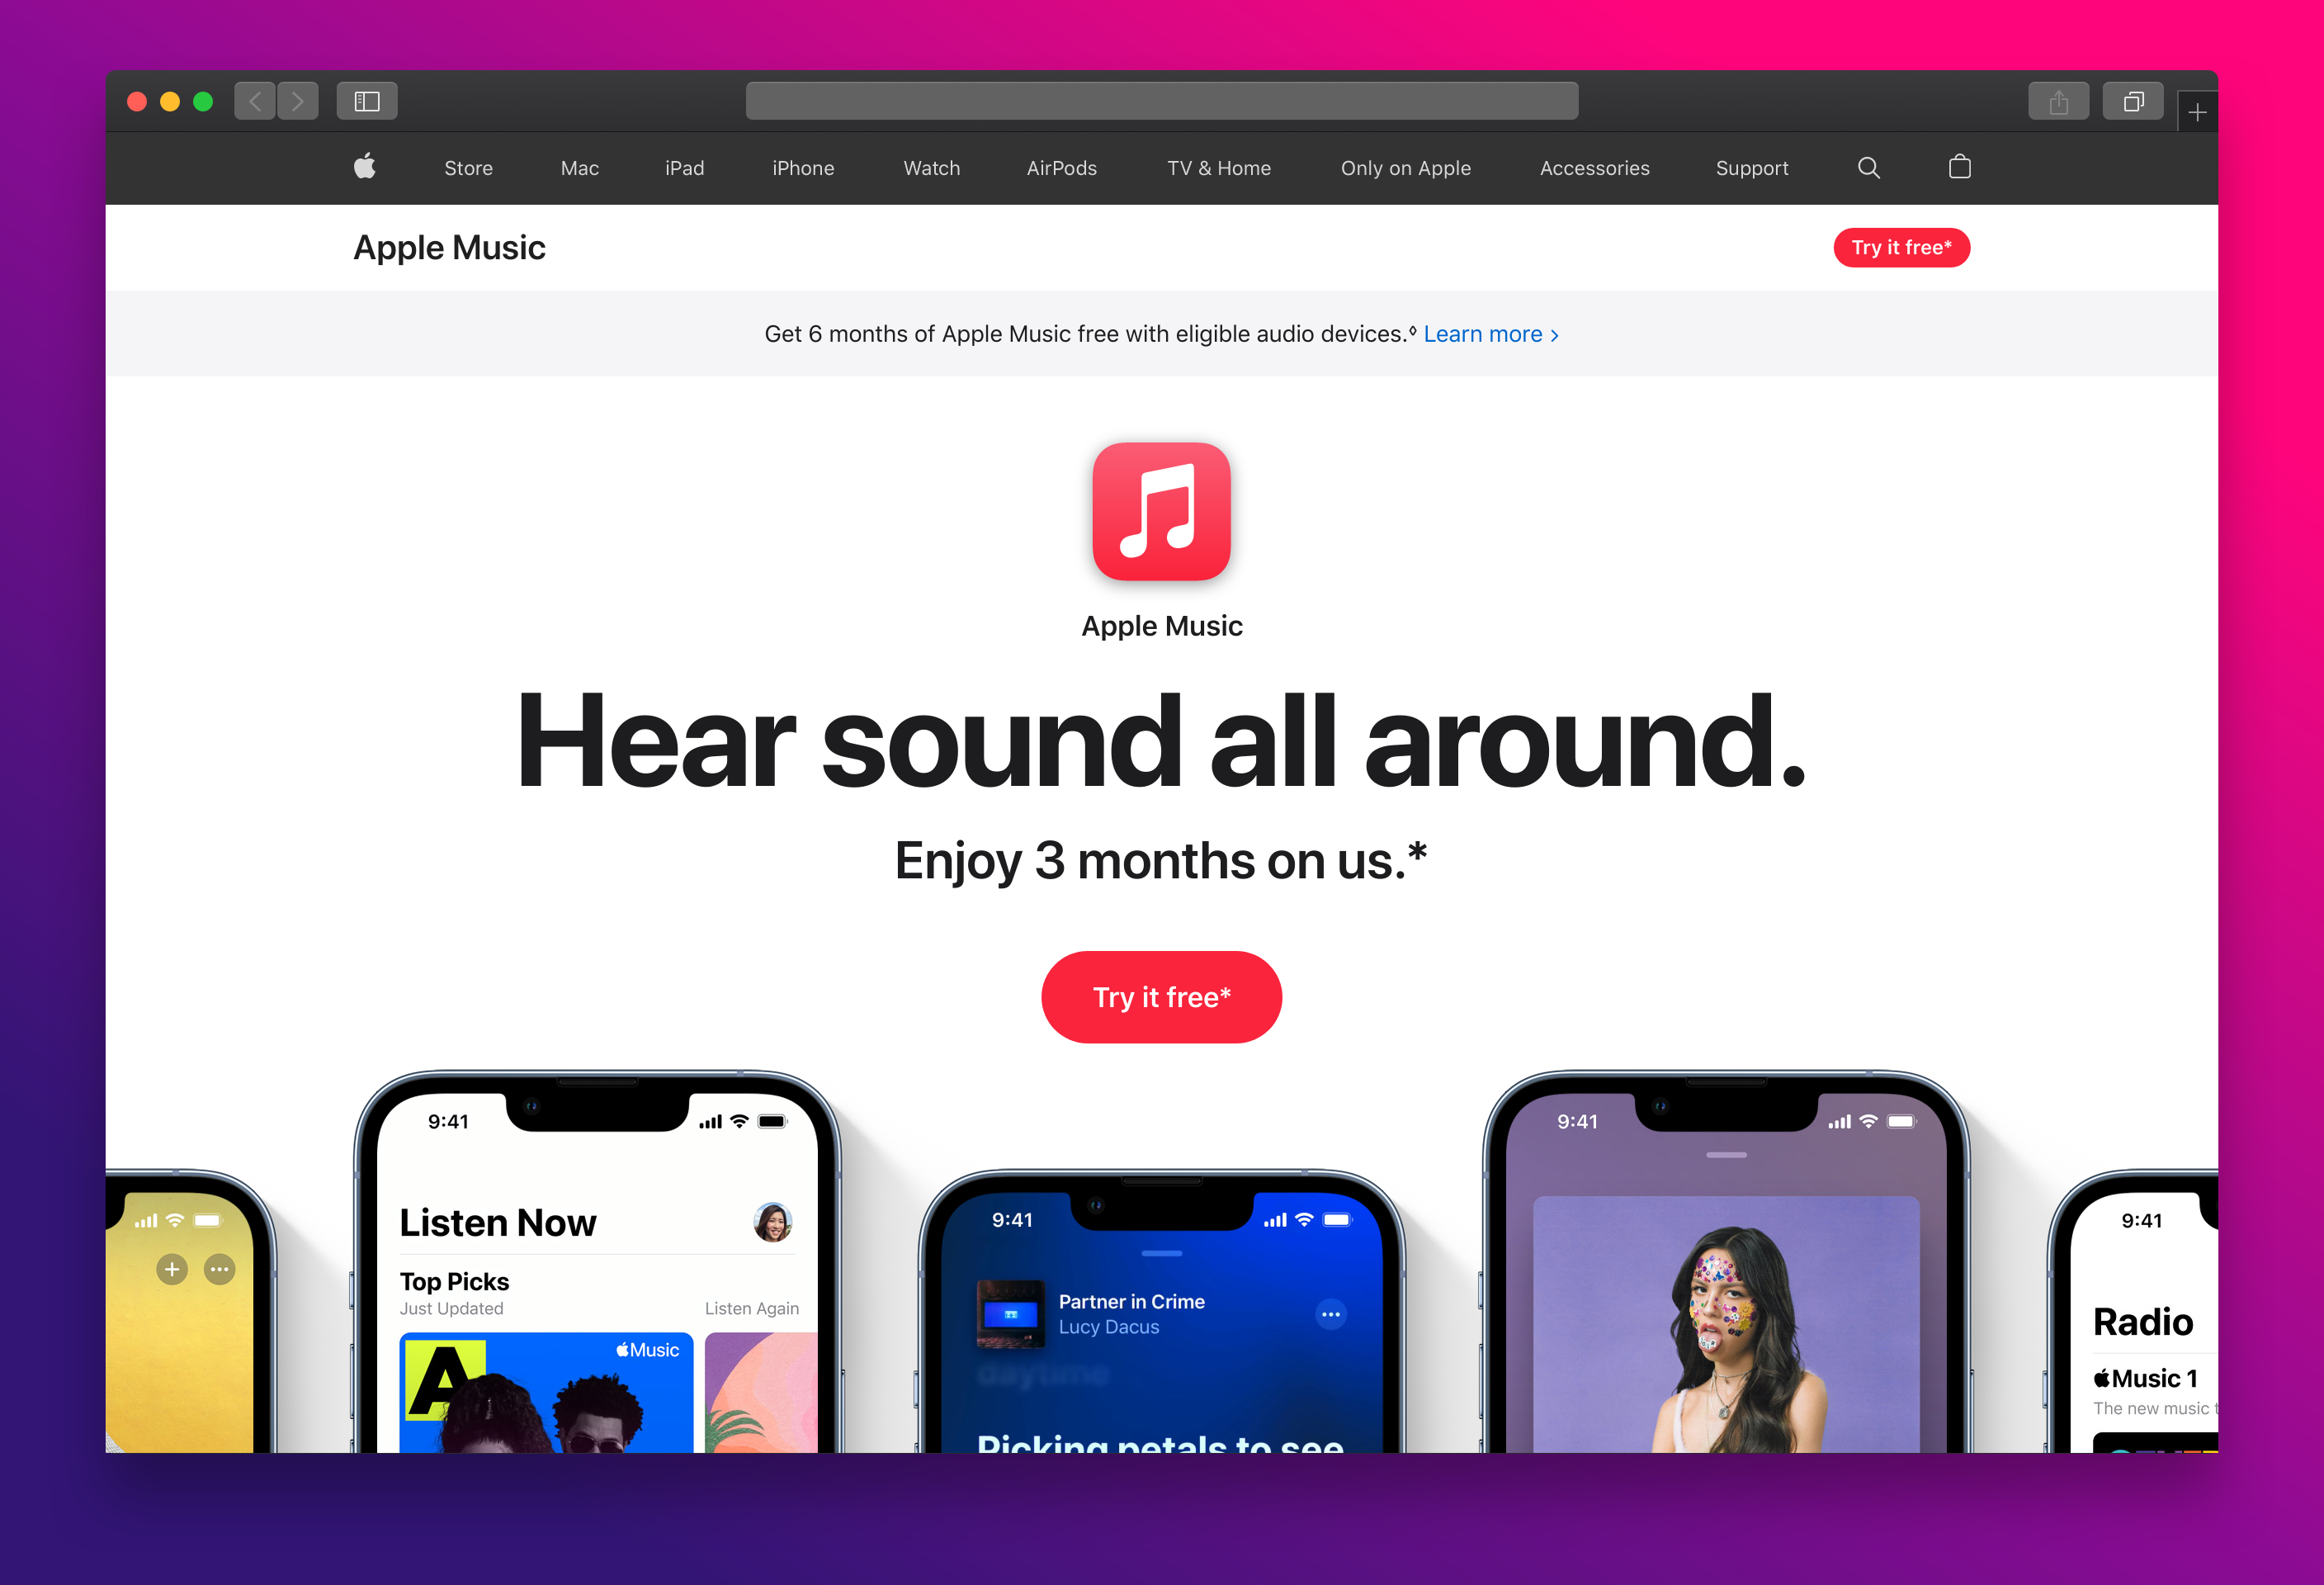 Store Mac iPad iPhone Watch AirPods TV & Home Only on Apple Accessories Support
Apple Music
Try it free*
Get 6 months of Apple Music free with eligible audio devices.◊ Learn more >
Apple Music
Hear sound all around.
Enjoy 3 months on us.*
Try it free*
9:41
Listen Now
Top Picks
Just Updated
Listen Again
A
Music
9:41
Partner in Crime
Lucy Dacus
daytime
Picking petals to see
9:41
9:41
Radio
Music 1
The new music